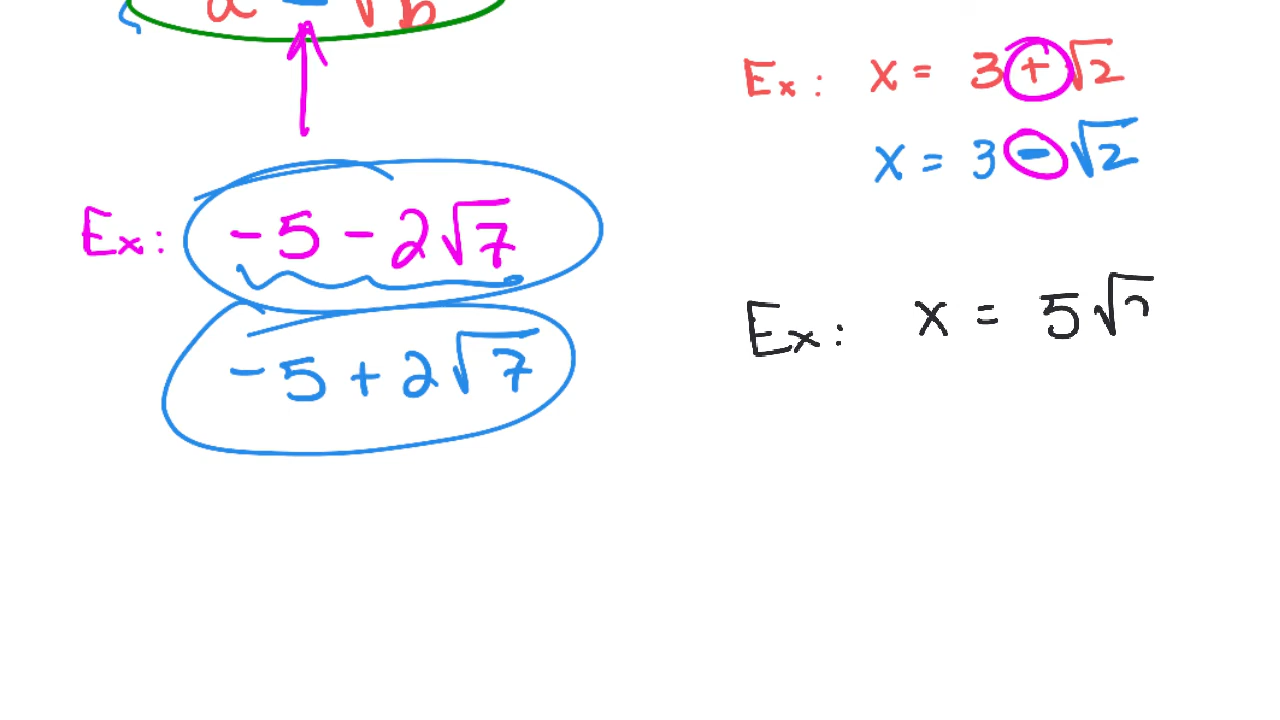 a - √b
Ex: x = 3 + √2
x = 3 - √2
Ex: -5 - 2√7
-5 + 2√7
Ex: x = 5√